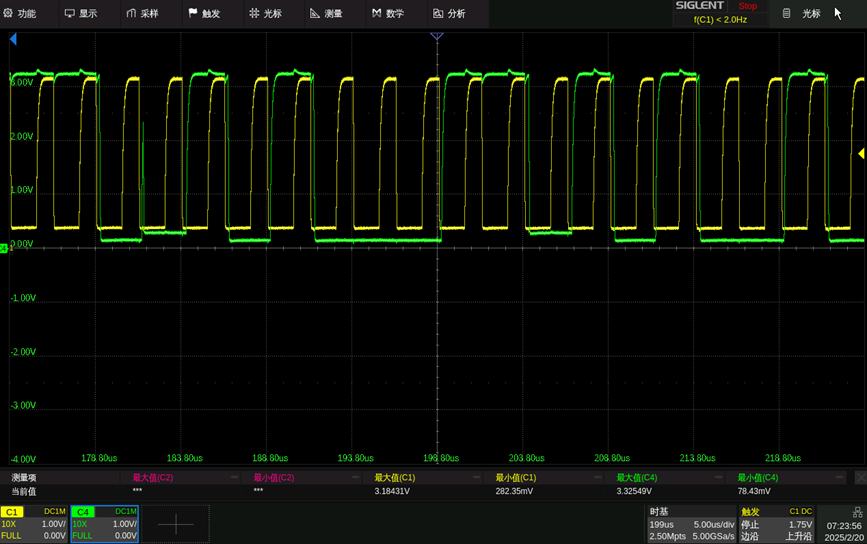 功能 显示 采样 触发 光标 测量 数学 分析
SIGLENT Stop
f(C1) < 2.0Hz
光标
3.00V
2.00V
1.00V
0.00V
-1.00V
-2.00V
-3.00V
-4.00V
178.80us 183.80us 188.80us 193.80us 198.80us 203.80us 208.80us 213.80us 218.80us
测量项 最大值(C2) 最小值(C2) 最大值(C1) 最小值(C1) 最大值(C4) 最小值(C4)
当前值 *** *** 3.18431V 282.35mV 3.32549V 78.43mV
C1 DC1M
10X 1.00V/
FULL 0.00V
C4 DC1M
10X 1.00V/
FULL 0.00V
时基
199us 5.00us/div
2.50Mpts 5.00GSa/s
触发 C1 DC
停止 1.75V
边沿 上升沿
07:23:56
2025/2/20